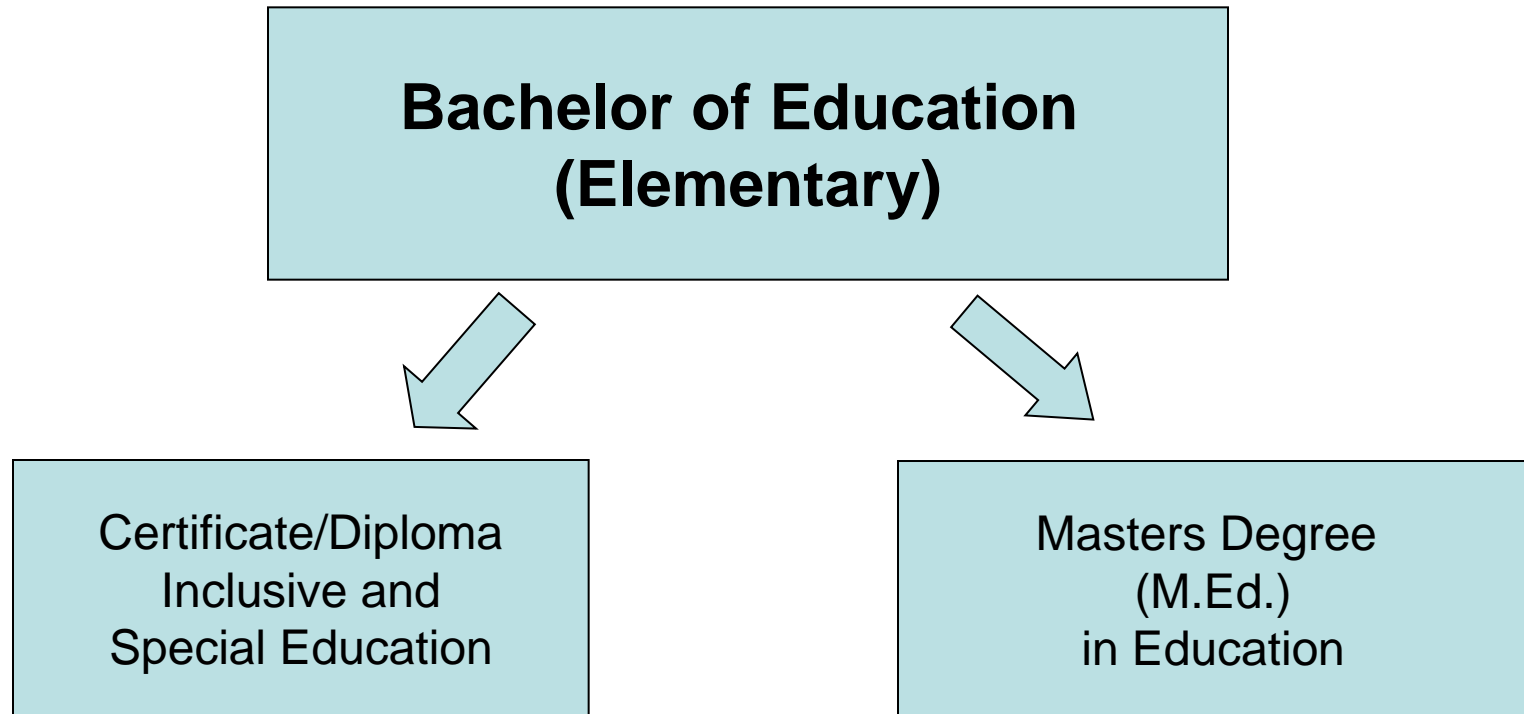 Bachelor of Education
(Elementary)
Certificate/Diploma
Inclusive and
Special Education
Masters Degree
(M.Ed.)
in Education